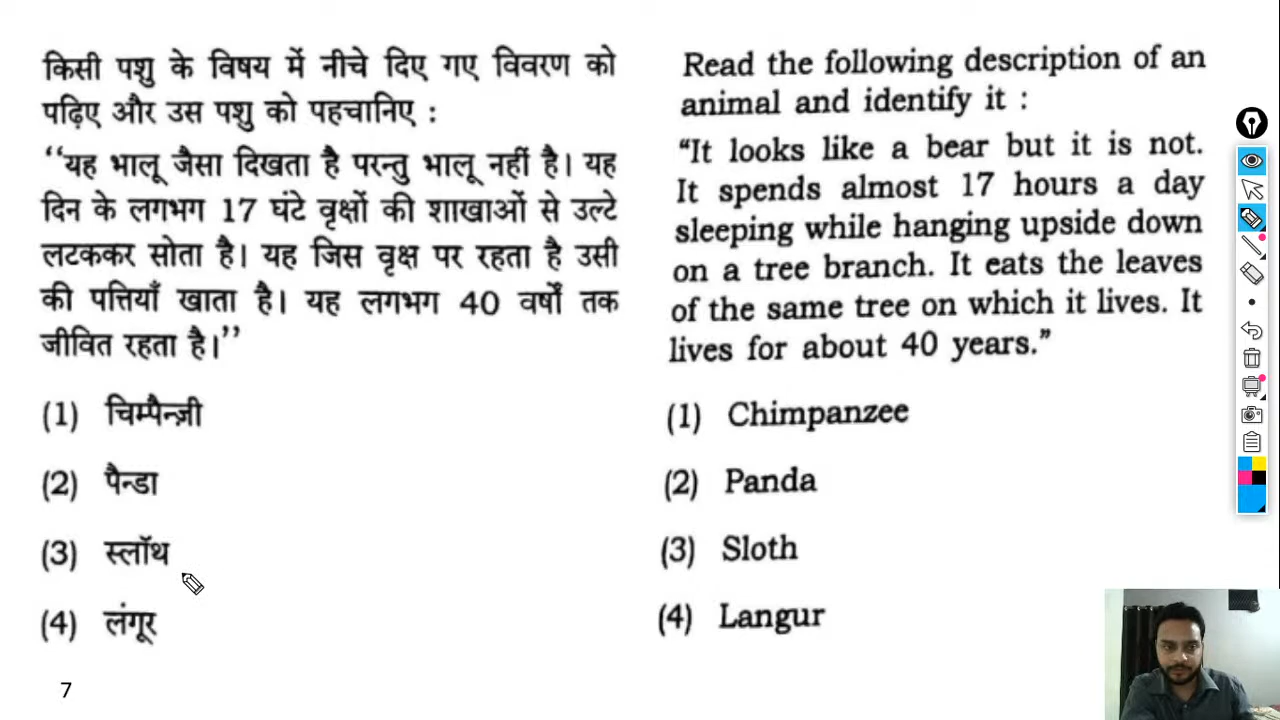 किसी पशु के विषय में नीचे दिए गए विवरण को
पढ़िए और उस पशु को पहचानिए :
‘‘यह भालू जैसा दिखता है परन्तु भालू नहीं है। यह
दिन के लगभग 17 घंटे वृक्षों की शाखाओं से उल्टे
लटककर सोता है। यह जिस वृक्ष पर रहता है उसी
की पत्तियाँ खाता है। यह लगभग 40 वर्षों तक
जीवित रहता है।’’
(1) चिम्पैन्ज़ी
(2) पैन्डा
(3) स्लॉथ
(4) लंगूर
7
Read the following description of an
animal and identify it :
“It looks like a bear but it is not.
It spends almost 17 hours a day
sleeping while hanging upside down
on a tree branch. It eats the leaves
of the same tree on which it lives. It
lives for about 40 years.”
(1) Chimpanzee
(2) Panda
(3) Sloth
(4) Langur